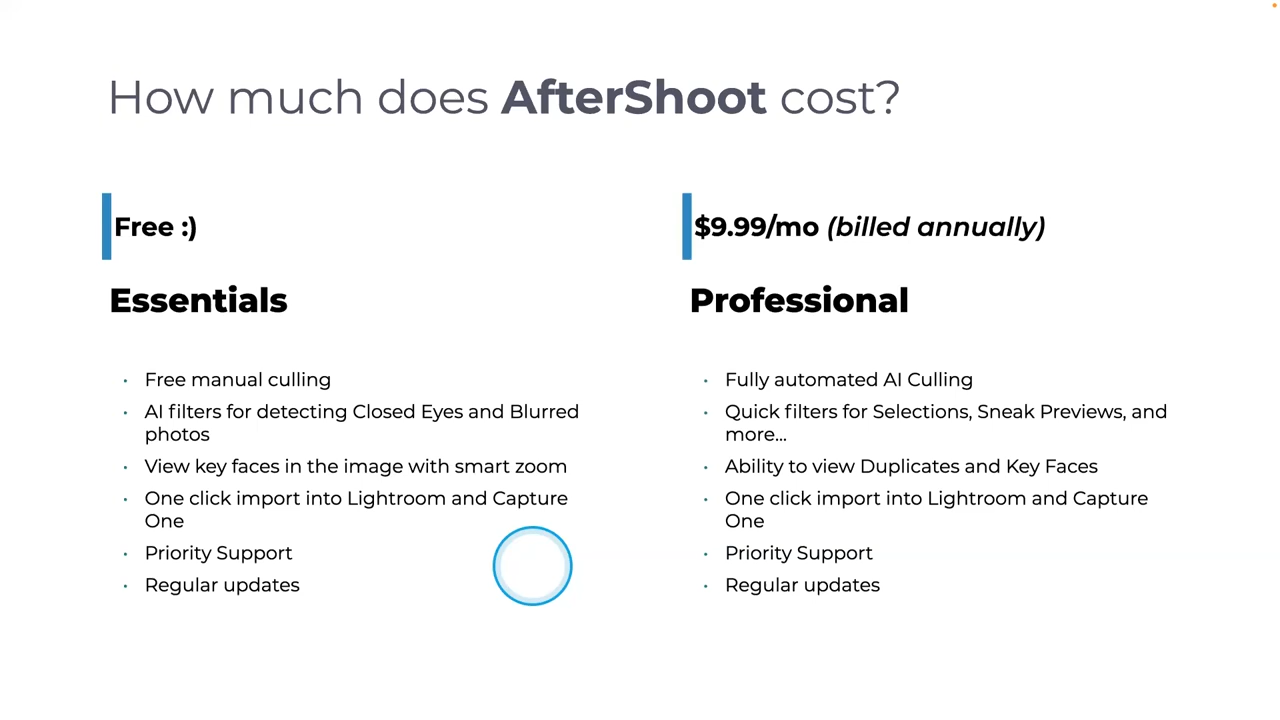 How much does AfterShoot cost?
Free :)
Essentials
· Free manual culling
· AI filters for detecting Closed Eyes and Blurred
photos
· View key faces in the image with smart zoom
· One click import into Lightroom and Capture
One
· Priority Support
· Regular updates
$9.99/mo (billed annually)
Professional
· Fully automated AI Culling
· Quick filters for Selections, Sneak Previews, and
more...
· Ability to view Duplicates and Key Faces
· One click import into Lightroom and Capture
One
· Priority Support
· Regular updates